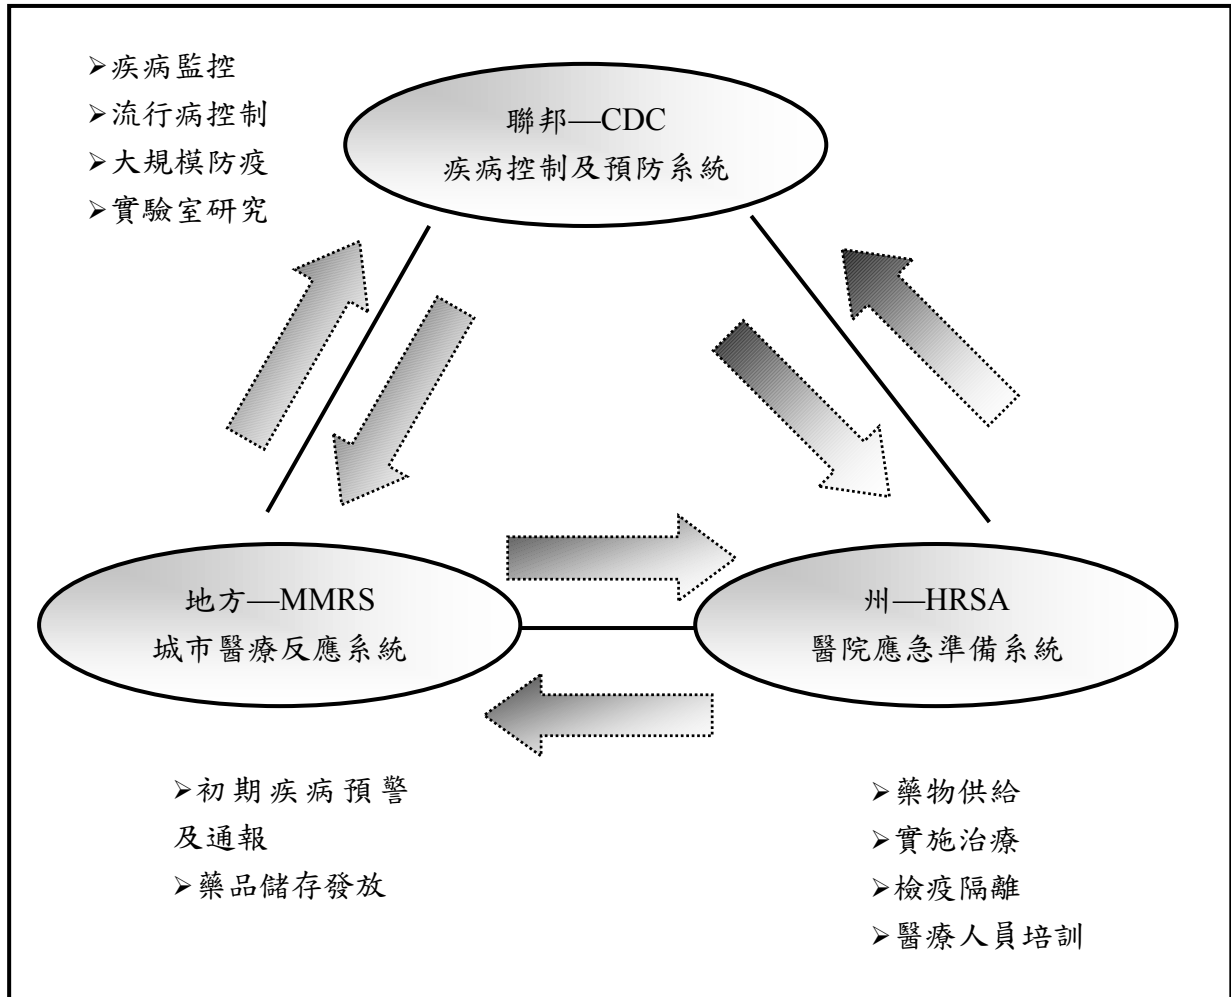 ➢疾病監控
➢流行病控制
➢大規模防疫
➢實驗室研究
聯邦—CDC
疾病控制及預防系統
地方—MMRS
城市醫療反應系統
州—HRSA
醫院應急準備系統
➢初期疾病預警
及通報
➢藥品儲存發放
➢藥物供給
➢實施治療
➢檢疫隔離
➢醫療人員培訓